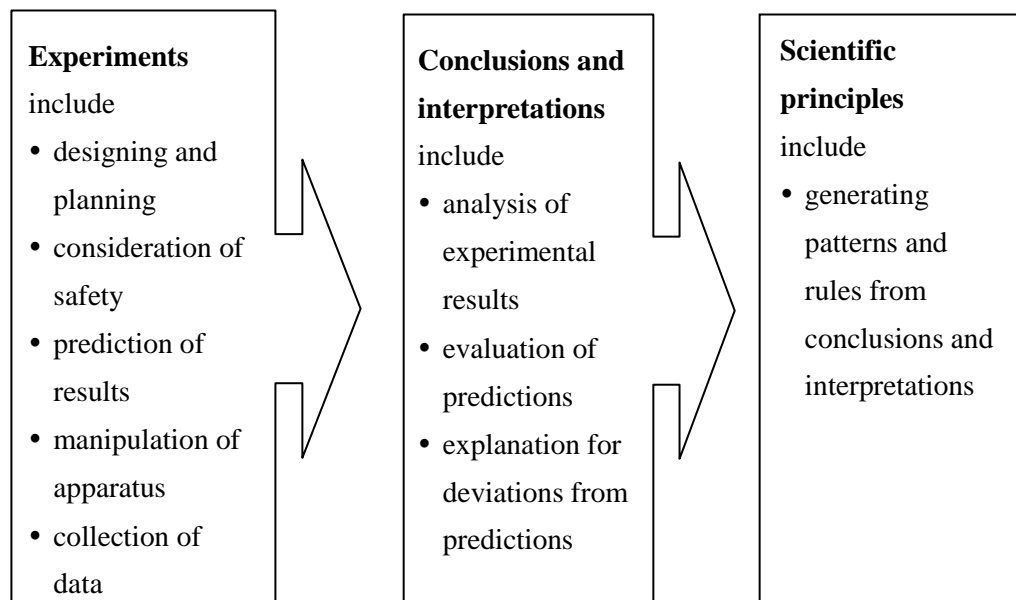 Experiments
include
• designing and
planning
• consideration of
safety
• prediction of
results
• manipulation of
apparatus
• collection of
data
Conclusions and
interpretations
include
• analysis of
experimental
results
• evaluation of
predictions
• explanation for
deviations from
predictions
Scientific
principles
include
• generating
patterns and
rules from
conclusions and
interpretations